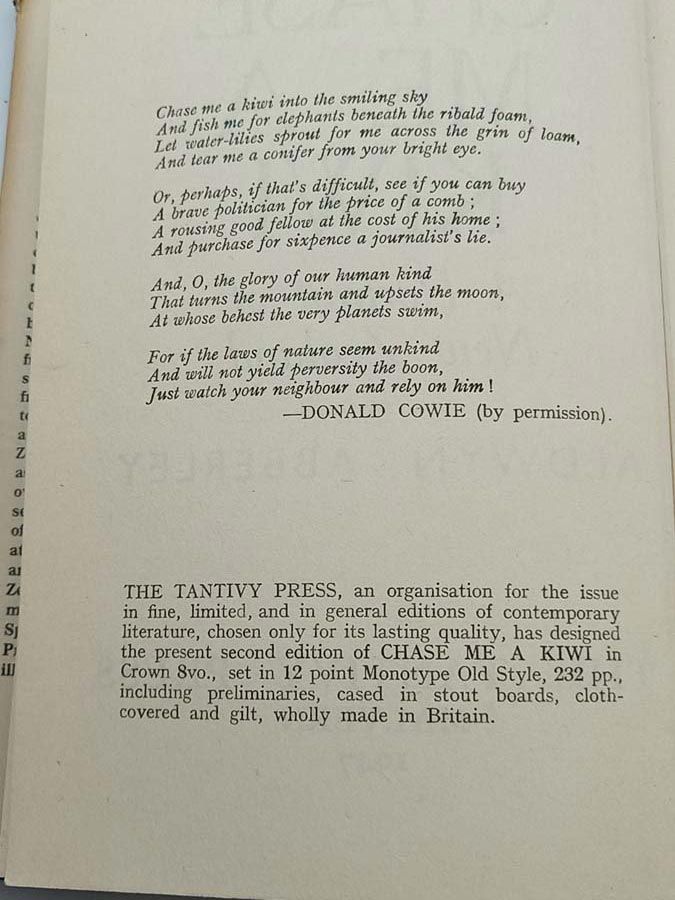 Chase me a kiwi into the smiling sky
And fish me for elephants beneath the ribald foam,
Let water-lilies sprout for me across the grin of loam,
And tear me a conifer from your bright eye.
Or, perhaps, if that's difficult, see if you can buy
A brave politician for the price of a comb ;
A rousing good fellow at the cost of his home ;
And purchase for sixpence a journalist's lie.
And, O, the glory of our human kind
That turns the mountain and upsets the moon,
At whose behest the very planets swim,
For if the laws of nature seem unkind
And will not yield perversity the boon,
Just watch your neighbour and rely on him !
—DONALD COWIE (by permission).
THE TANTIVY PRESS, an organisation for the issue
in fine, limited, and in general editions of contemporary
literature, chosen only for its lasting quality, has designed
the present second edition of CHASE ME A KIWI in
Crown 8vo., set in 12 point Monotype Old Style, 232 pp.,
including preliminaries, cased in stout boards, cloth-
covered and gilt, wholly made in Britain.